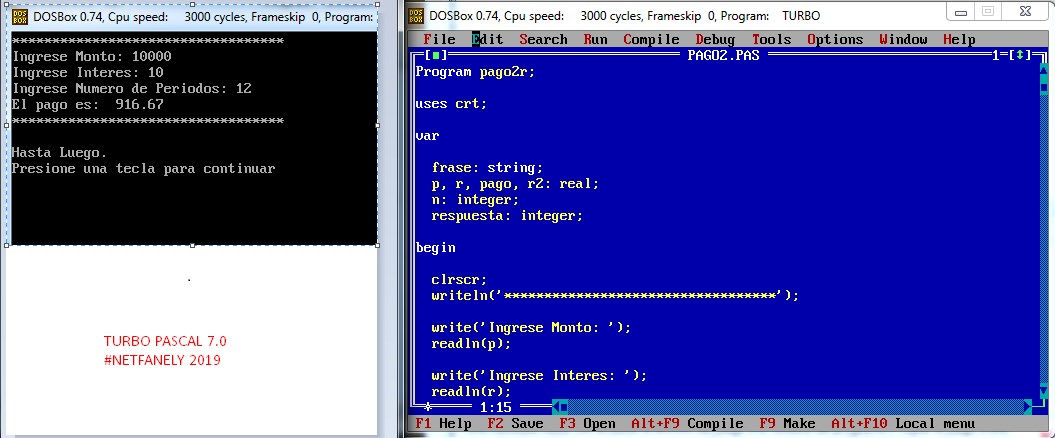 DOSBox 0.74, Cpu speed: 3000 cycles, Frameskip 0, Program:
**********************************
Ingrese Monto: 10000
Ingrese Interes: 10
Ingrese Numero de Periodos: 12
El pago es: 916.67
**********************************
Hasta Luego.
Presione una tecla para continuar
TURBO PASCAL 7.0
#NETFANELY 2019
DOSBox 0.74, Cpu speed: 3000 cycles, Frameskip 0, Program: TURBO
File Edit Search Run Compile Debug Tools Options Window Help
PAGO2.PAS 1=[↕]
Program pago2r;
uses crt;
var
frase: string;
p, r, pago, r2: real;
n: integer;
respuesta: integer;
begin
clrscr;
writeln('**********************************');
write('Ingrese Monto: ');
readln(p);
write('Ingrese Interes: ');
readln(r);
1:15
F1 Help F2 Save F3 Open Alt+F9 Compile F9 Make Alt+F10 Local menu